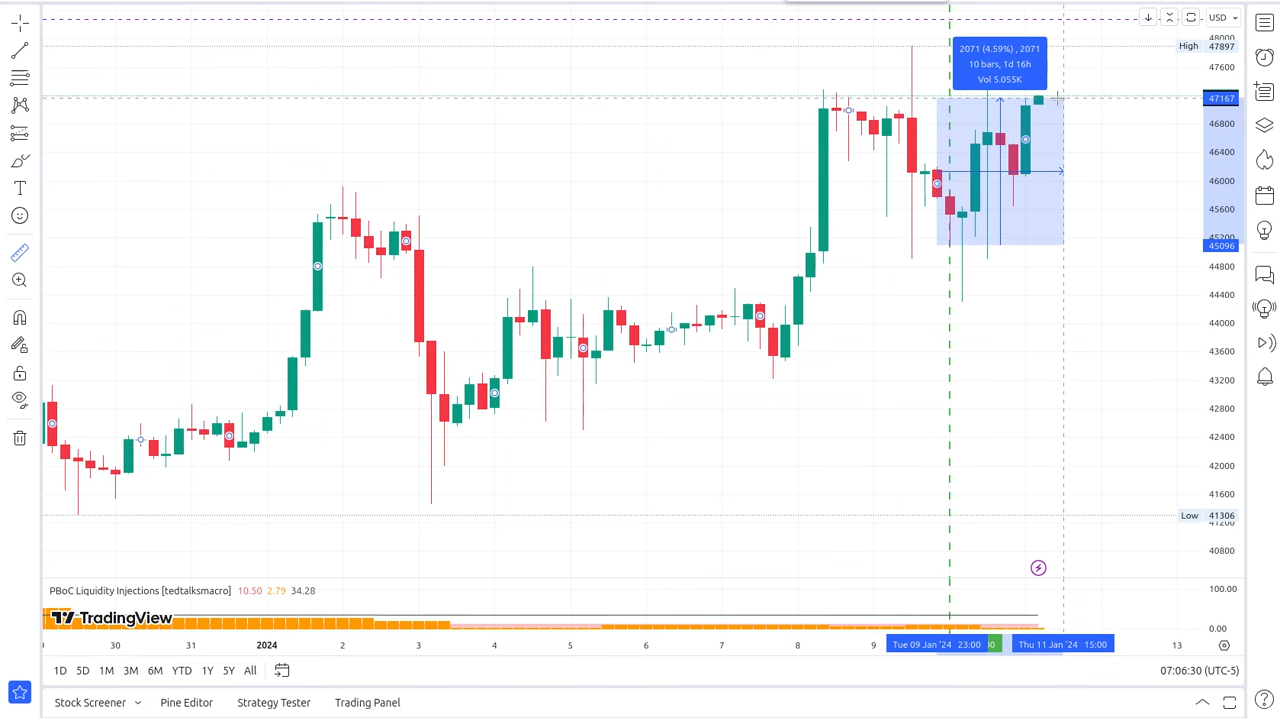 USD
48000
High 47897
47600
2071 (4.59%) , 2071
10 bars, 1d 16h
Vol 5.055K
47167
46800
46400
46000
45600
45200
45096
44800
44400
44000
43600
43200
42800
42400
42000
41600
Low 41306
41200
40800
PBoC Liquidity Injections [tedtalksmacro] 10.50 2.79 34.28
100.00
TradingView
0.00
30 2024 2 3 4 5 6 7 8 9 Tue 09 Jan '24 23:00 Thu 11 Jan '24 15:00 13
1D 5D 1M 3M 6M YTD 1Y 5Y All
07:06:30 (UTC-5)
Stock Screener Pine Editor Strategy Tester Trading Panel